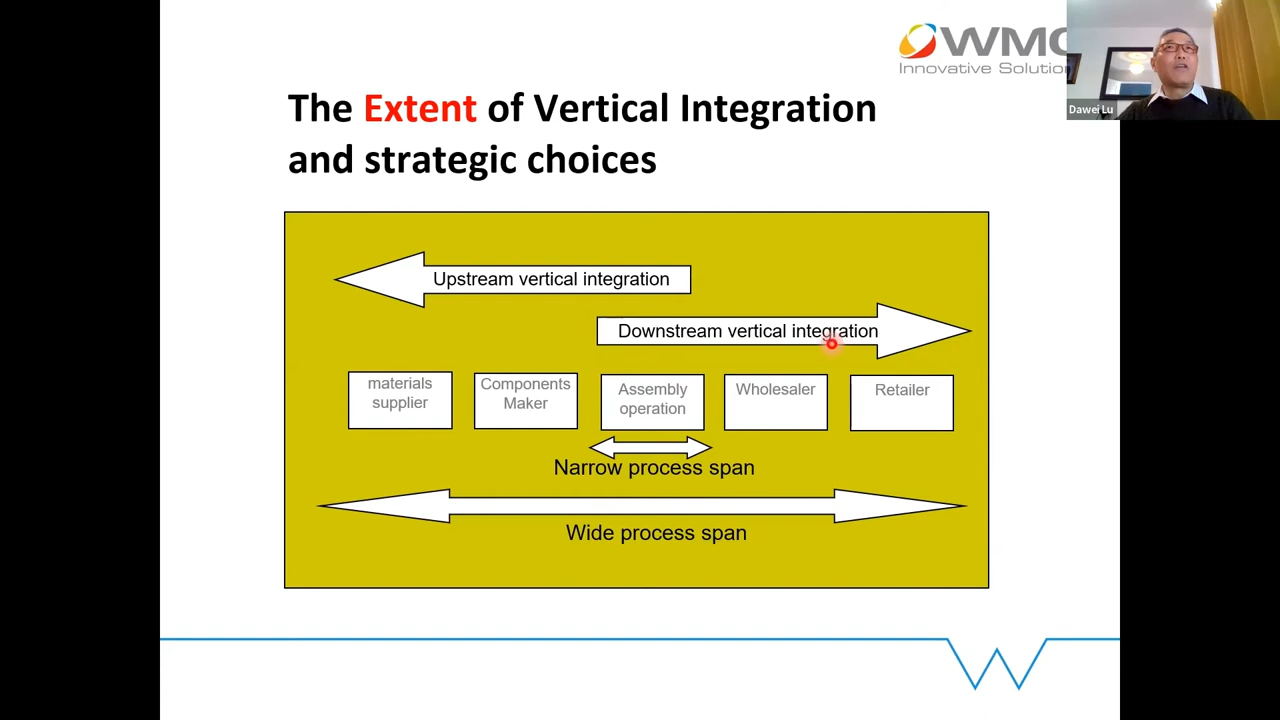 WMG
Innovative Solution
Dawei Lu
The Extent of Vertical Integration
and strategic choices
Upstream vertical integration
Downstream vertical integration
materials
supplier
Components
Maker
Assembly
operation
Wholesaler
Retailer
Narrow process span
Wide process span